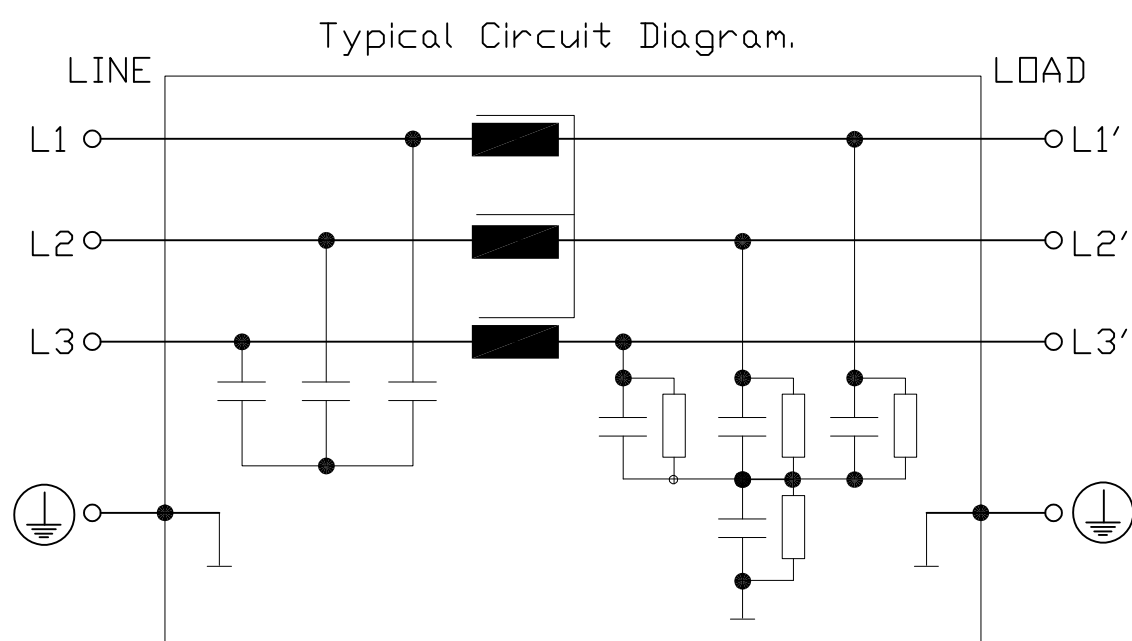 Typical Circuit Diagram.
LINE
LOAD
L1
L1′
L2
L2′
L3
L3′